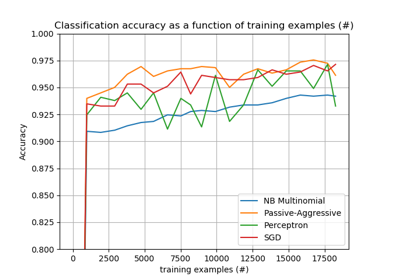 Classification accuracy as a function of training examples (#)
1.000
0.975
0.950
0.925
0.900
0.875
0.850
0.825
0.800
Accuracy
NB Multinomial
Passive-Aggressive
Perceptron
SGD
0 2500 5000 7500 10000 12500 15000 17500
training examples (#)